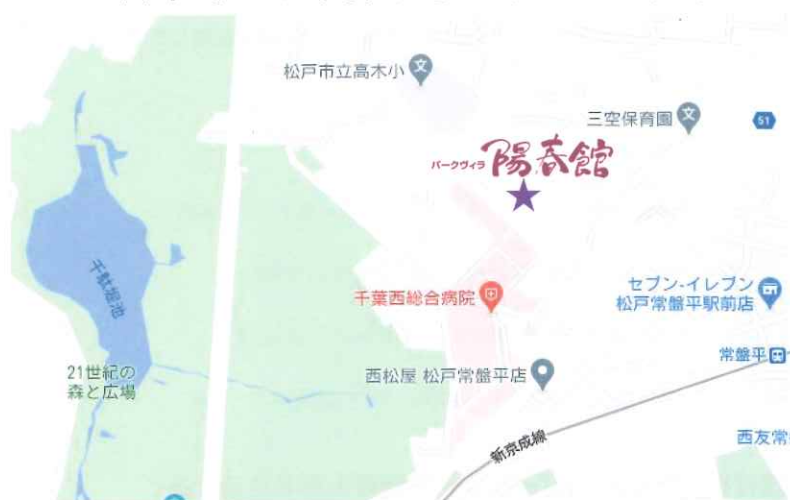 松戸市立高木小
文
三空保育園
文
51
パークヴィラ 陽春館
千駄堀池
千葉西総合病院
セブン-イレブン
松戸常盤平駅前店
常盤平
21世紀の
森と広場
西松屋 松戸常盤平店
新京成線
西友常